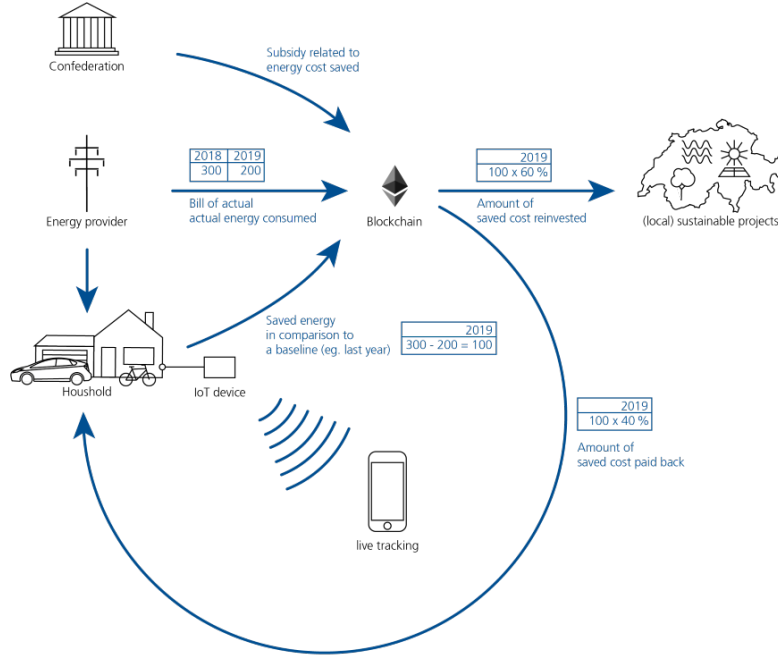 Confederation
Subsidy related to
energy cost saved
2018 2019
300 200
2019
100 x 60 %
Energy provider
Bill of actual
actual energy consumed
Blockchain
Amount of
saved cost reinvested
(local) sustainable projects
Saved energy
in comparison to
a baseline (eg. last year)
2019
300 - 200 = 100
Houshold
IoT device
2019
100 x 40 %
Amount of
saved cost paid back
live tracking